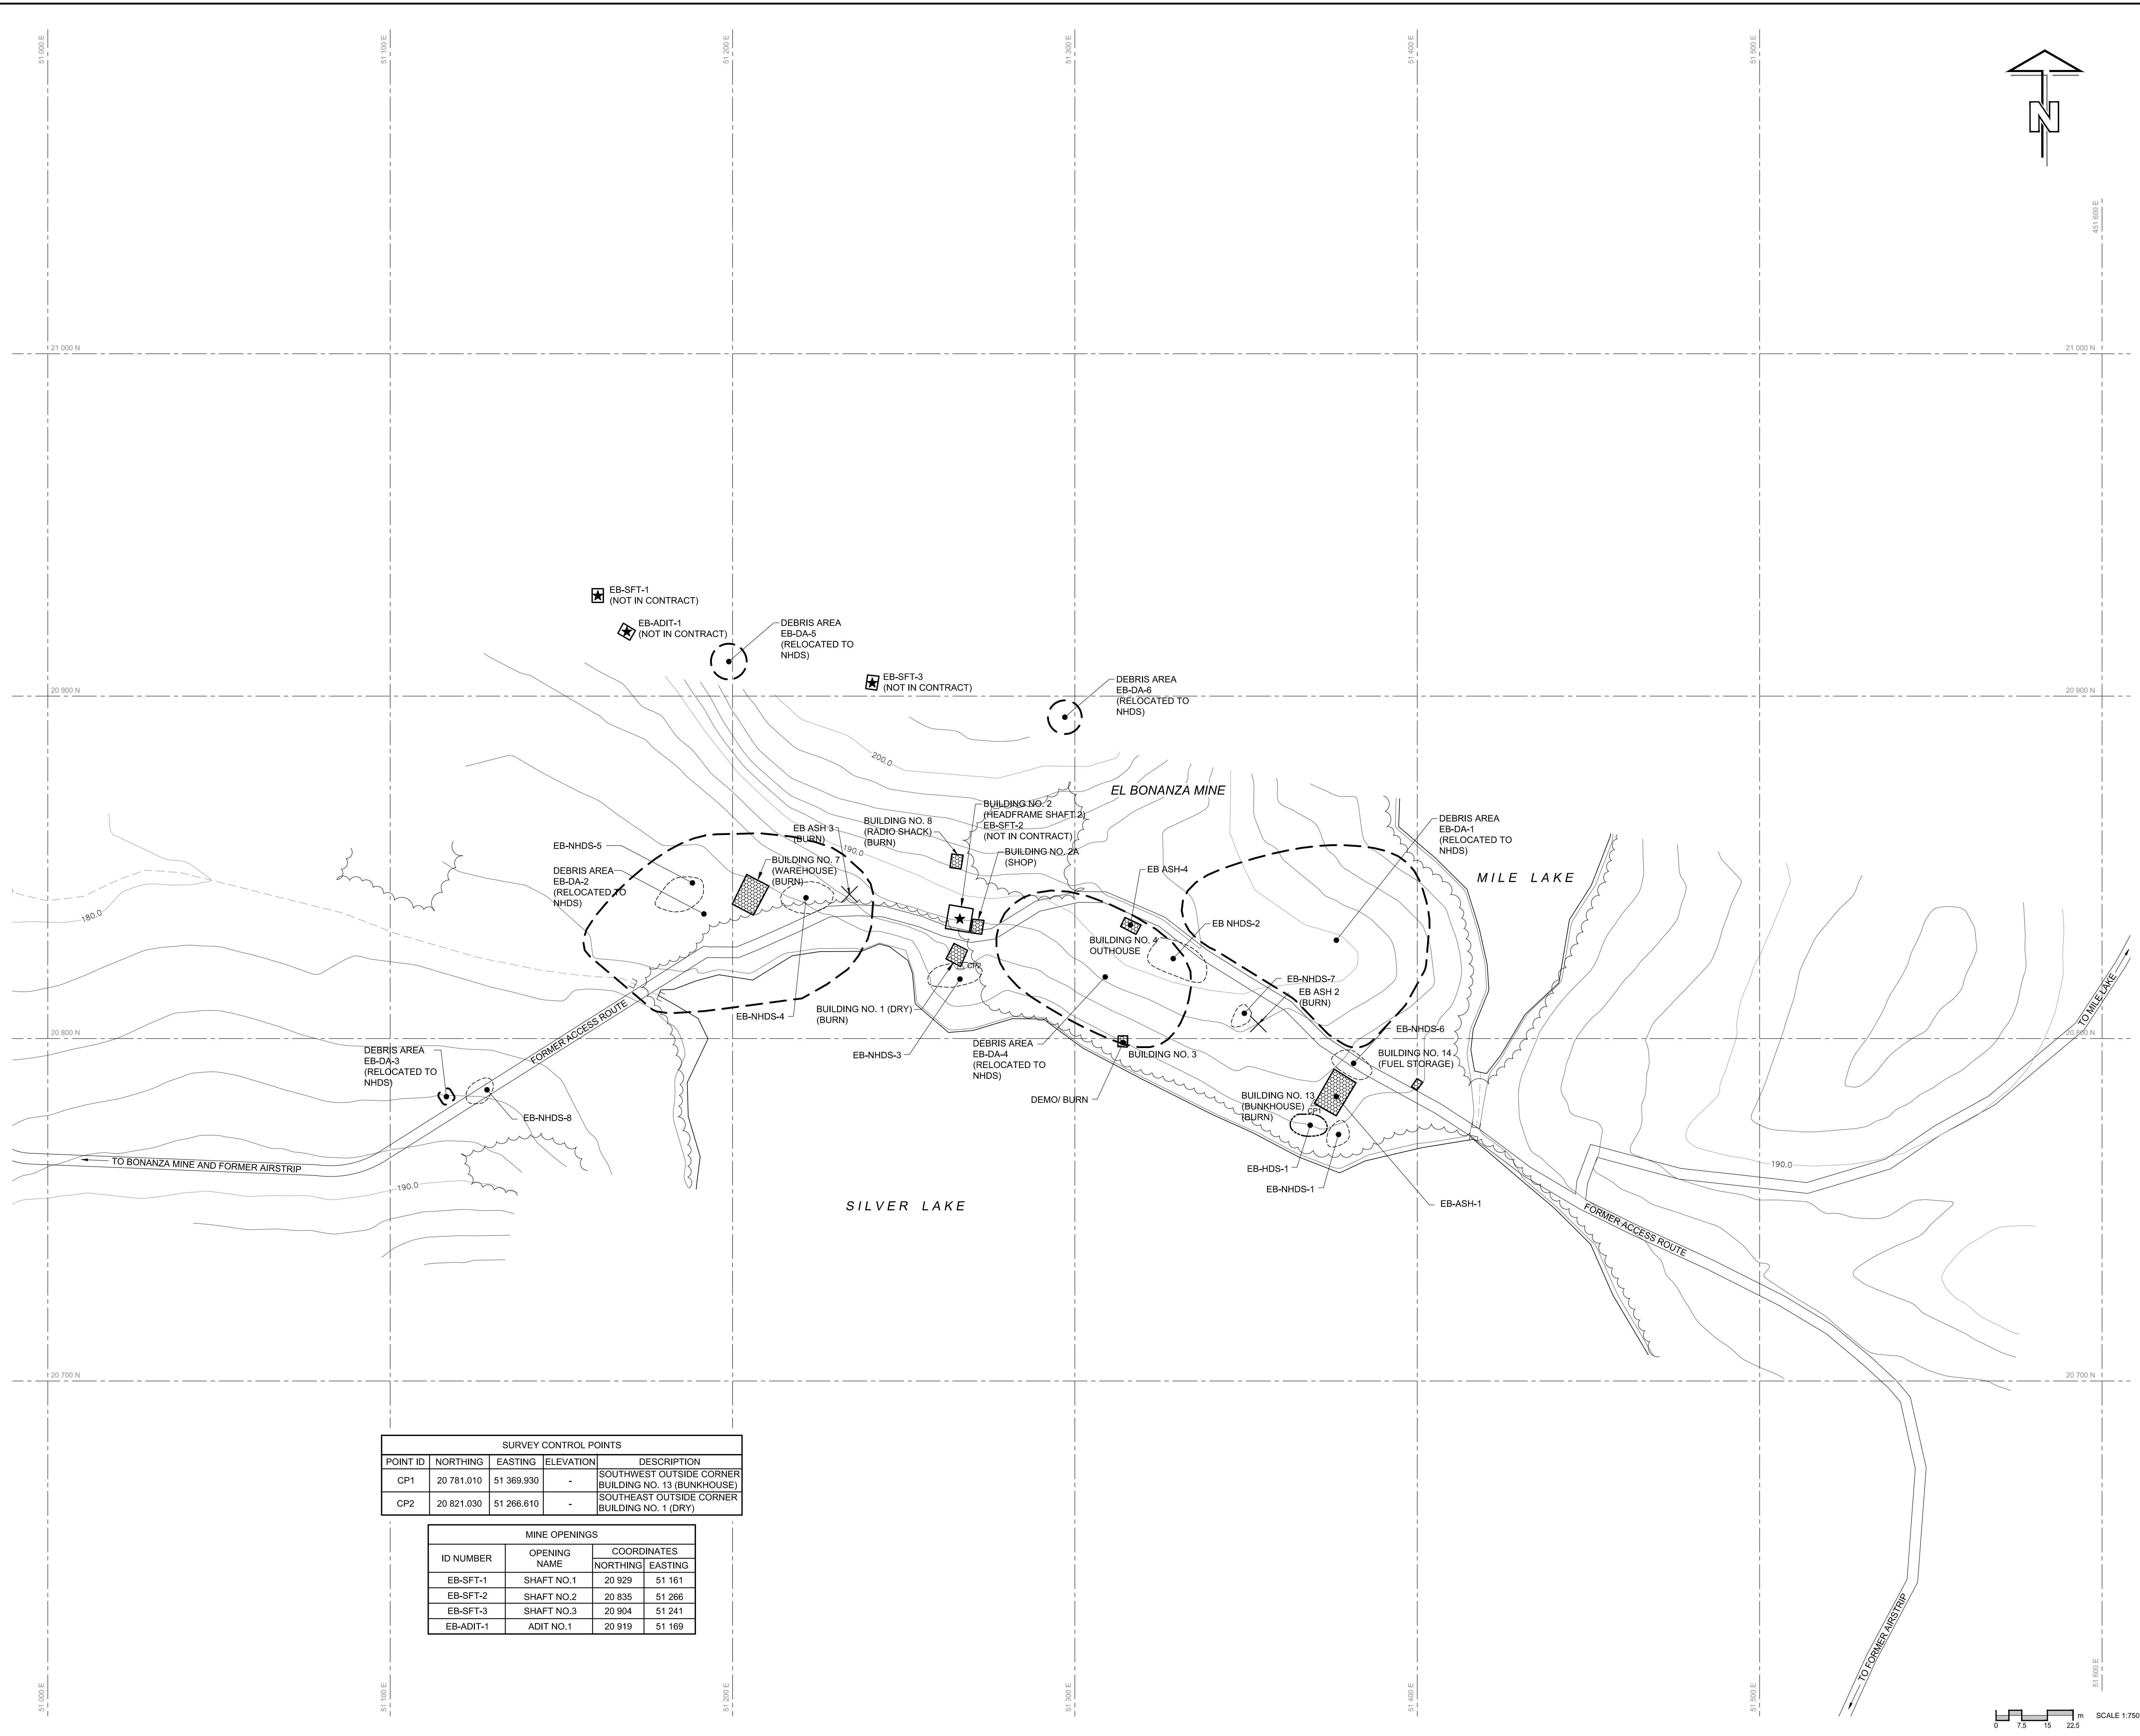 51 000 E
51 100 E
51 200 E
51 300 E
51 400 E
51 500 E
451 600 E
N
21 000 N
21 000 N
EB-SFT-1
(NOT IN CONTRACT)
EB-ADIT-1
(NOT IN CONTRACT)
DEBRIS AREA
EB-DA-5
(RELOCATED TO
NHDS)
EB-SFT-3
(NOT IN CONTRACT)
DEBRIS AREA
EB-DA-6
(RELOCATED TO
NHDS)
20 900 N
20 900 N
200.0
EL BONANZA MINE
BUILDING NO. 2
(HEADFRAME SHAFT 2)
EB-SFT-2
(NOT IN CONTRACT)
BUILDING NO. 8
(RADIO SHACK)
(BURN)
EB ASH 3
(BURN)
190.0
BUILDING NO. 2A
(SHOP)
DEBRIS AREA
EB-DA-1
(RELOCATED TO
NHDS)
EB-NHDS-5
BUILDING NO. 7
(WAREHOUSE)
(BURN)
DEBRIS AREA
EB-DA-2
(RELOCATED TO
NHDS)
EB ASH-4
MILE LAKE
180.0
EB NHDS-2
BUILDING NO. 4
OUTHOUSE
CP2
EB-NHDS-7
EB ASH 2
(BURN)
TO MILE LAKE
BUILDING NO. 1 (DRY)
(BURN)
EB-NHDS-4
FORMER ACCESS ROUTE
EB-NHDS-6
20 800 N
20 800 N
DEBRIS AREA
EB-DA-3
(RELOCATED TO
NHDS)
EB-NHDS-3
DEBRIS AREA
EB-DA-4
(RELOCATED TO
NHDS)
BUILDING NO. 3
BUILDING NO. 14
(FUEL STORAGE)
DEMO/ BURN
BUILDING NO. 13
(BUNKHOUSE)
(BURN)
CP1
EB-NHDS-8
TO BONANZA MINE AND FORMER AIRSTRIP
190.0
EB-HDS-1
EB-NHDS-1
EB-ASH-1
190.0
SILVER LAKE
FORMER ACCESS ROUTE
20 700 N
20 700 N
SURVEY CONTROL POINTS
POINT ID NORTHING EASTING ELEVATION DESCRIPTION
CP1 20 781.010 51 369.930 - SOUTHWEST OUTSIDE CORNER
BUILDING NO. 13 (BUNKHOUSE)
CP2 20 821.030 51 266.610 - SOUTHEAST OUTSIDE CORNER
BUILDING NO. 1 (DRY)
MINE OPENINGS
ID NUMBER OPENING NAME COORDINATES
NORTHING EASTING
EB-SFT-1 SHAFT NO.1 20 929 51 161
EB-SFT-2 SHAFT NO.2 20 835 51 266
EB-SFT-3 SHAFT NO.3 20 904 51 241
EB-ADIT-1 ADIT NO.1 20 919 51 169
TO FORMER AIRSTRIP
51 000 E
51 100 E
51 200 E
51 300 E
51 400 E
51 500 E
51 600 E
0 7.5 15 22.5 m SCALE 1:750